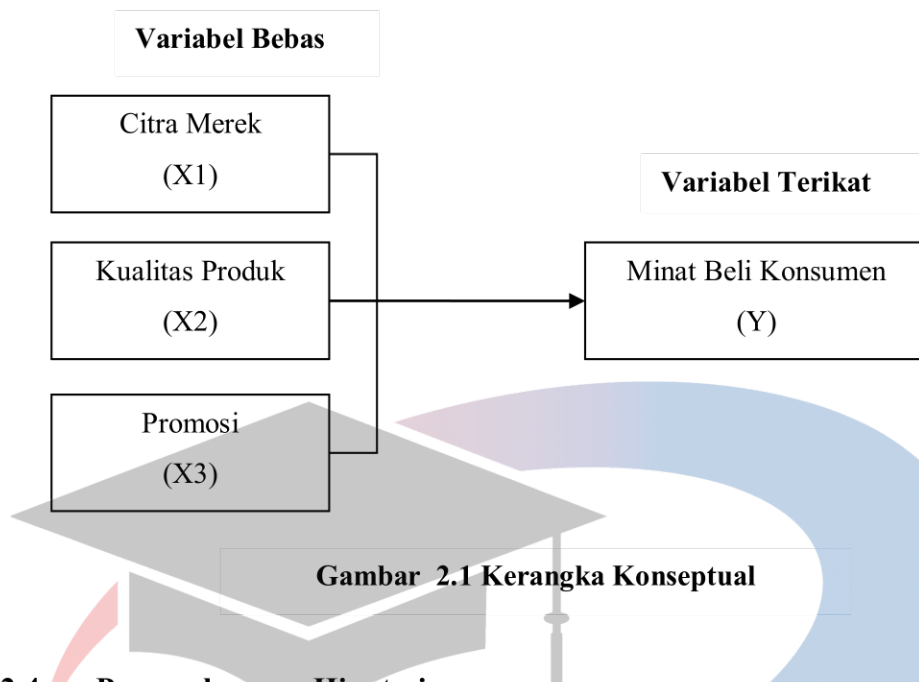 Variabel Bebas
Citra Merek
(X1)
Variabel Terikat
Kualitas Produk
(X2)
Minat Beli Konsumen
(Y)
Promosi
(X3)
Gambar 2.1 Kerangka Konseptual